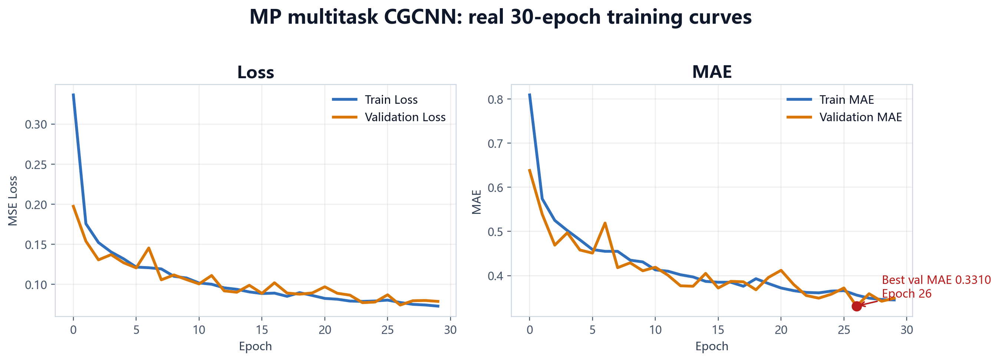 MP multitask CGCNN: real 30-epoch training curves
Loss
MSE Loss
0.30
0.25
0.20
0.15
0.10
Train Loss
Validation Loss
0 5 10 15 20 25 30
Epoch
MAE
MAE
0.8
0.7
0.6
0.5
0.4
Train MAE
Validation MAE
Best val MAE 0.3310
Epoch 26
0 5 10 15 20 25 30
Epoch